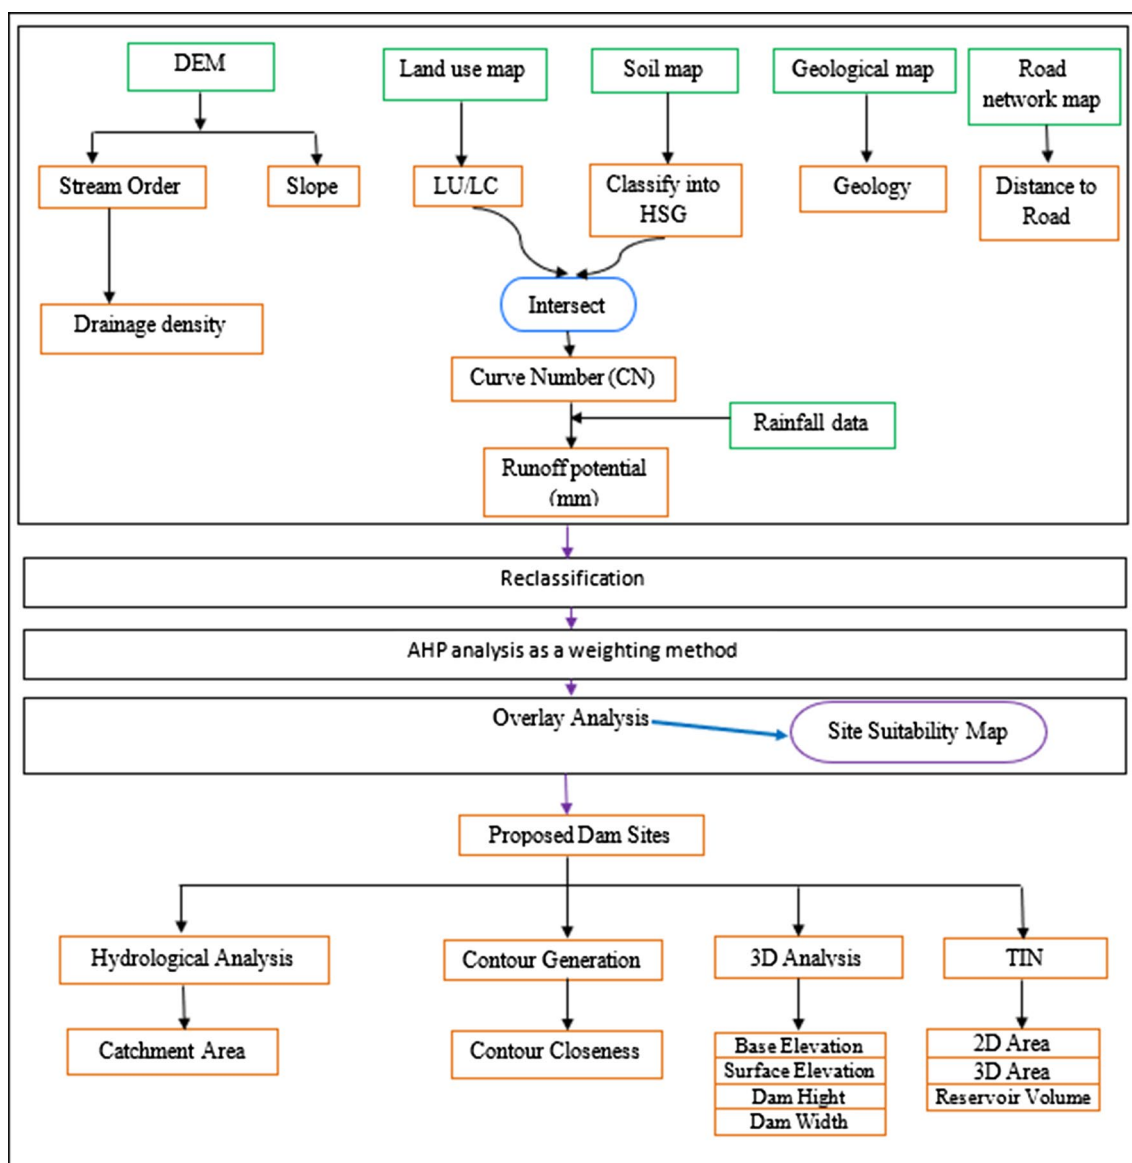 DEM
Land use map
Soil map
Geological map
Road
network map
Stream Order
Slope
LU/LC
Classify into
HSG
Geology
Distance to
Road
Intersect
Drainage density
Curve Number (CN)
Rainfall data
Runoff potential
(mm)
Reclassification
AHP analysis as a weighting method
Overlay Analysis
Site Suitability Map
Proposed Dam Sites
Hydrological Analysis
Contour Generation
3D Analysis
TIN
Catchment Area
Contour Closeness
Base Elevation
Surface Elevation
Dam Hight
Dam Width
2D Area
3D Area
Reservoir Volume